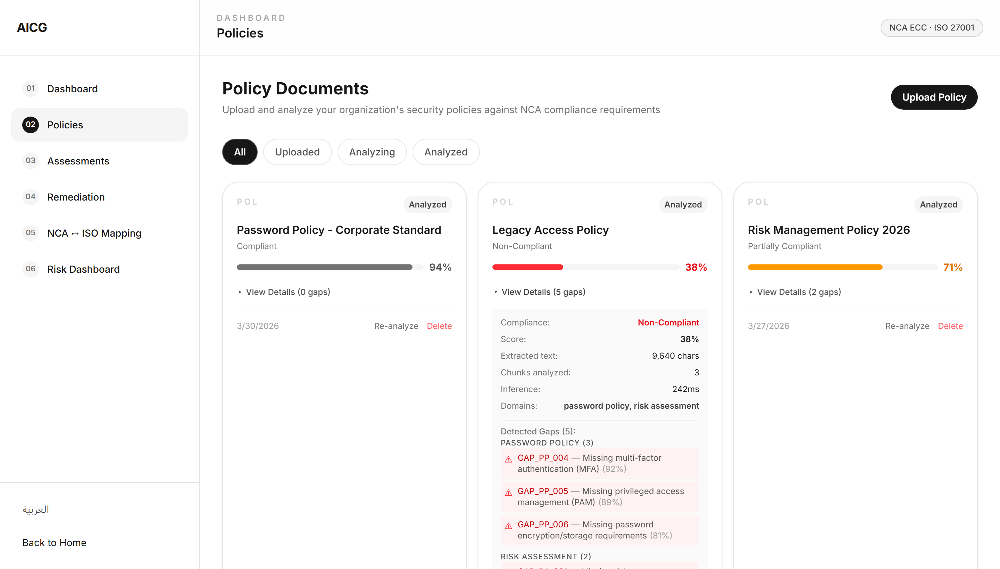 AICG
DASHBOARD
Policies
NCA ECC · ISO 27001
01 Dashboard
02 Policies
03 Assessments
04 Remediation
05 NCA ↔ ISO Mapping
06 Risk Dashboard
العربية
Back to Home
Policy Documents
Upload and analyze your organization's security policies against NCA compliance requirements
Upload Policy
All
Uploaded
Analyzing
Analyzed
POL
Analyzed
Password Policy - Corporate Standard
Compliant
94%
▸ View Details (0 gaps)
3/30/2026
Re-analyze
Delete
POL
Analyzed
Legacy Access Policy
Non-Compliant
38%
▾ View Details (5 gaps)
Compliance: Non-Compliant
Score: 38%
Extracted text: 9,640 chars
Chunks analyzed: 3
Inference: 242ms
Domains: password policy, risk assessment
Detected Gaps (5):
PASSWORD POLICY (3)
GAP_PP_004 — Missing multi-factor
authentication (MFA) (92%)
GAP_PP_005 — Missing privileged access
management (PAM) (89%)
GAP_PP_006 — Missing password
encryption/storage requirements (81%)
RISK ASSESSMENT (2)
POL
Analyzed
Risk Management Policy 2026
Partially Compliant
71%
▸ View Details (2 gaps)
3/27/2026
Re-analyze
Delete